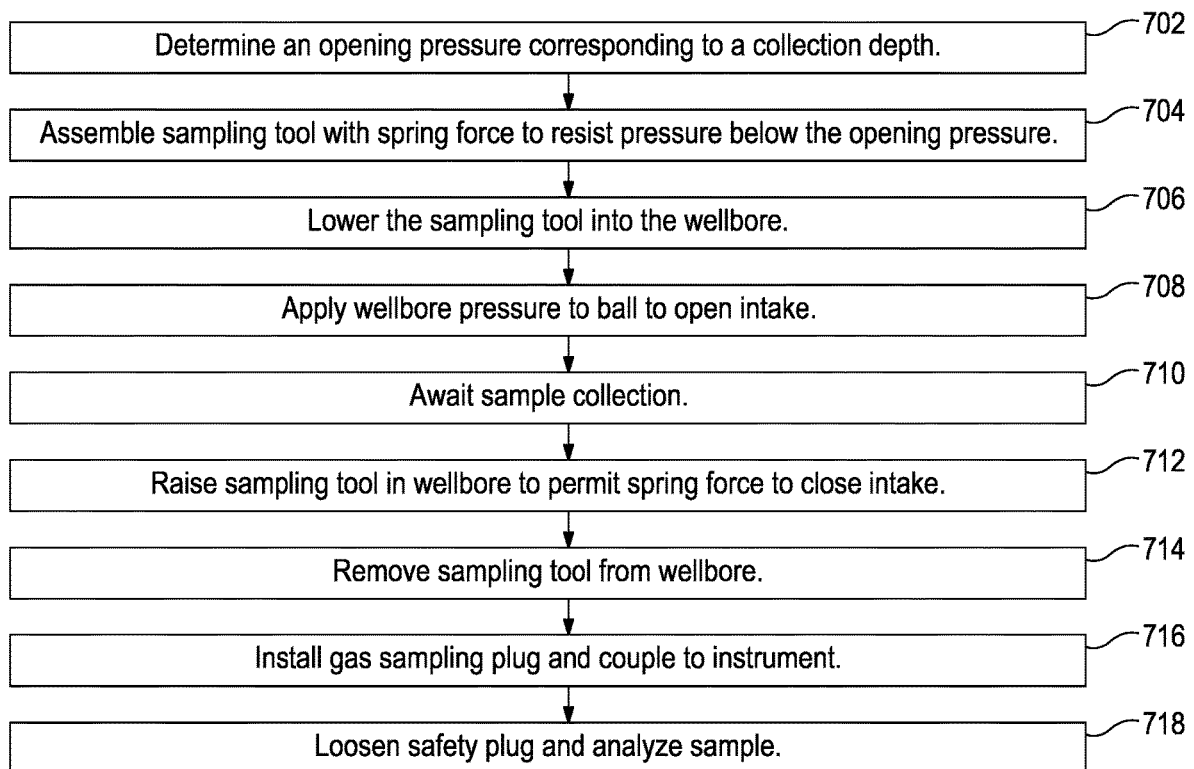 702
Determine an opening pressure corresponding to a collection depth.
704
Assemble sampling tool with spring force to resist pressure below the opening pressure.
706
Lower the sampling tool into the wellbore.
708
Apply wellbore pressure to ball to open intake.
710
Await sample collection.
712
Raise sampling tool in wellbore to permit spring force to close intake.
714
Remove sampling tool from wellbore.
716
Install gas sampling plug and couple to instrument.
718
Loosen safety plug and analyze sample.